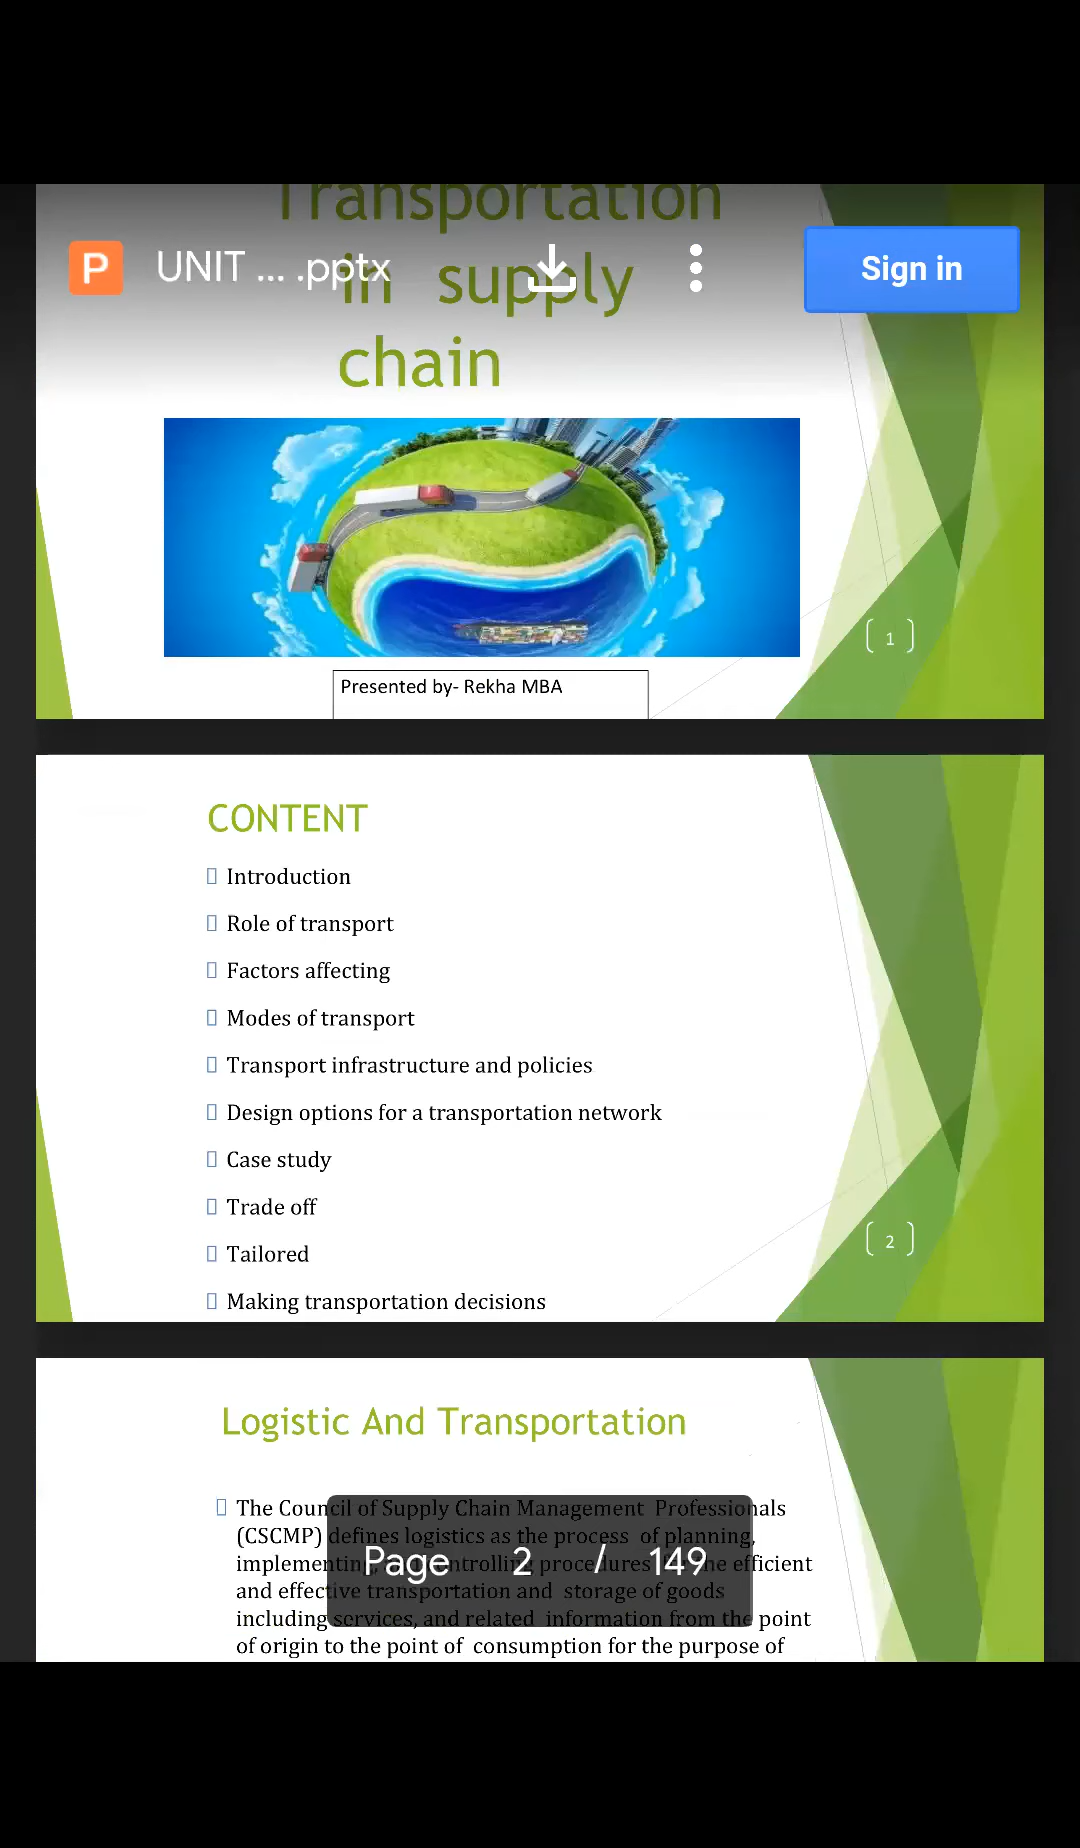 Transportation
UNIT ... .pptx
Sign in
in supply
chain
1
Presented by- Rekha MBA
CONTENT
Introduction
Role of transport
Factors affecting
Modes of transport
Transport infrastructure and policies
Design options for a transportation network
Case study
Trade off
2
Tailored
Making transportation decisions
Logistic And Transportation
The Council of Supply Chain Management Professionals
(CSCMP) defines logistics as the process of planning,
implementing, controlling procedures efficient
and effective transportation and storage of goods
including services, and related information from the point
of origin to the point of consumption for the purpose of
Page 2 / 149